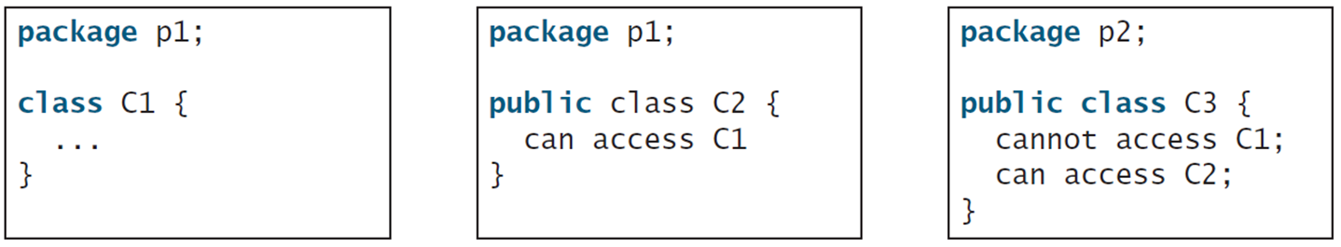 package p1;
class C1 {
...
}
package p1;
public class C2 {
can access C1
}
package p2;
public class C3 {
cannot access C1;
can access C2;
}